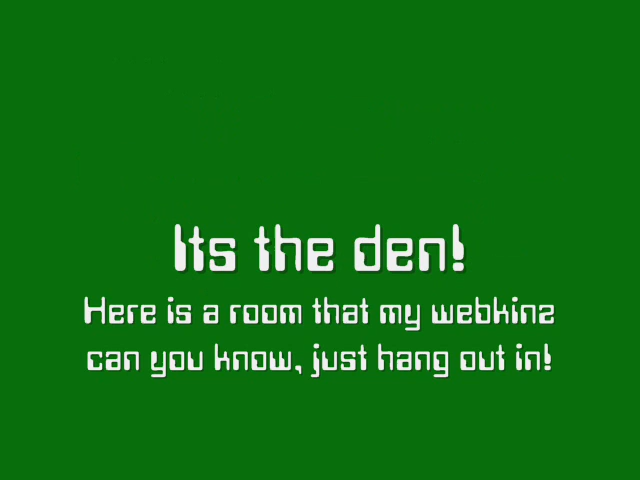 Its the den!
Here is a room that my webkinz
can you know, just hang out in!